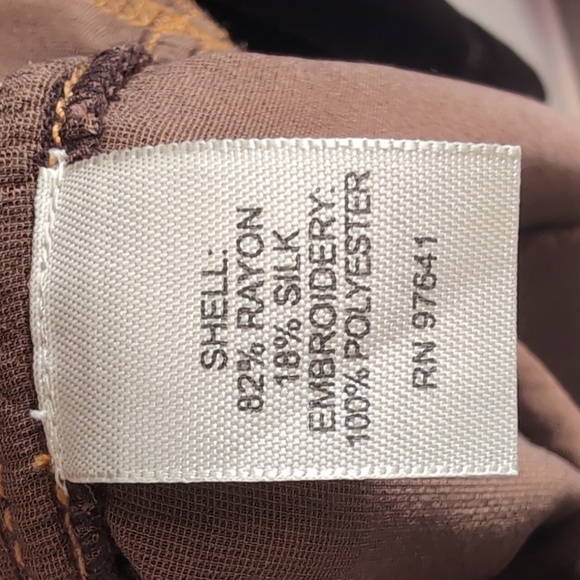 SHELL:
82% RAYON
18% SILK
EMBROIDERY:
100% POLYESTER
RN 97641